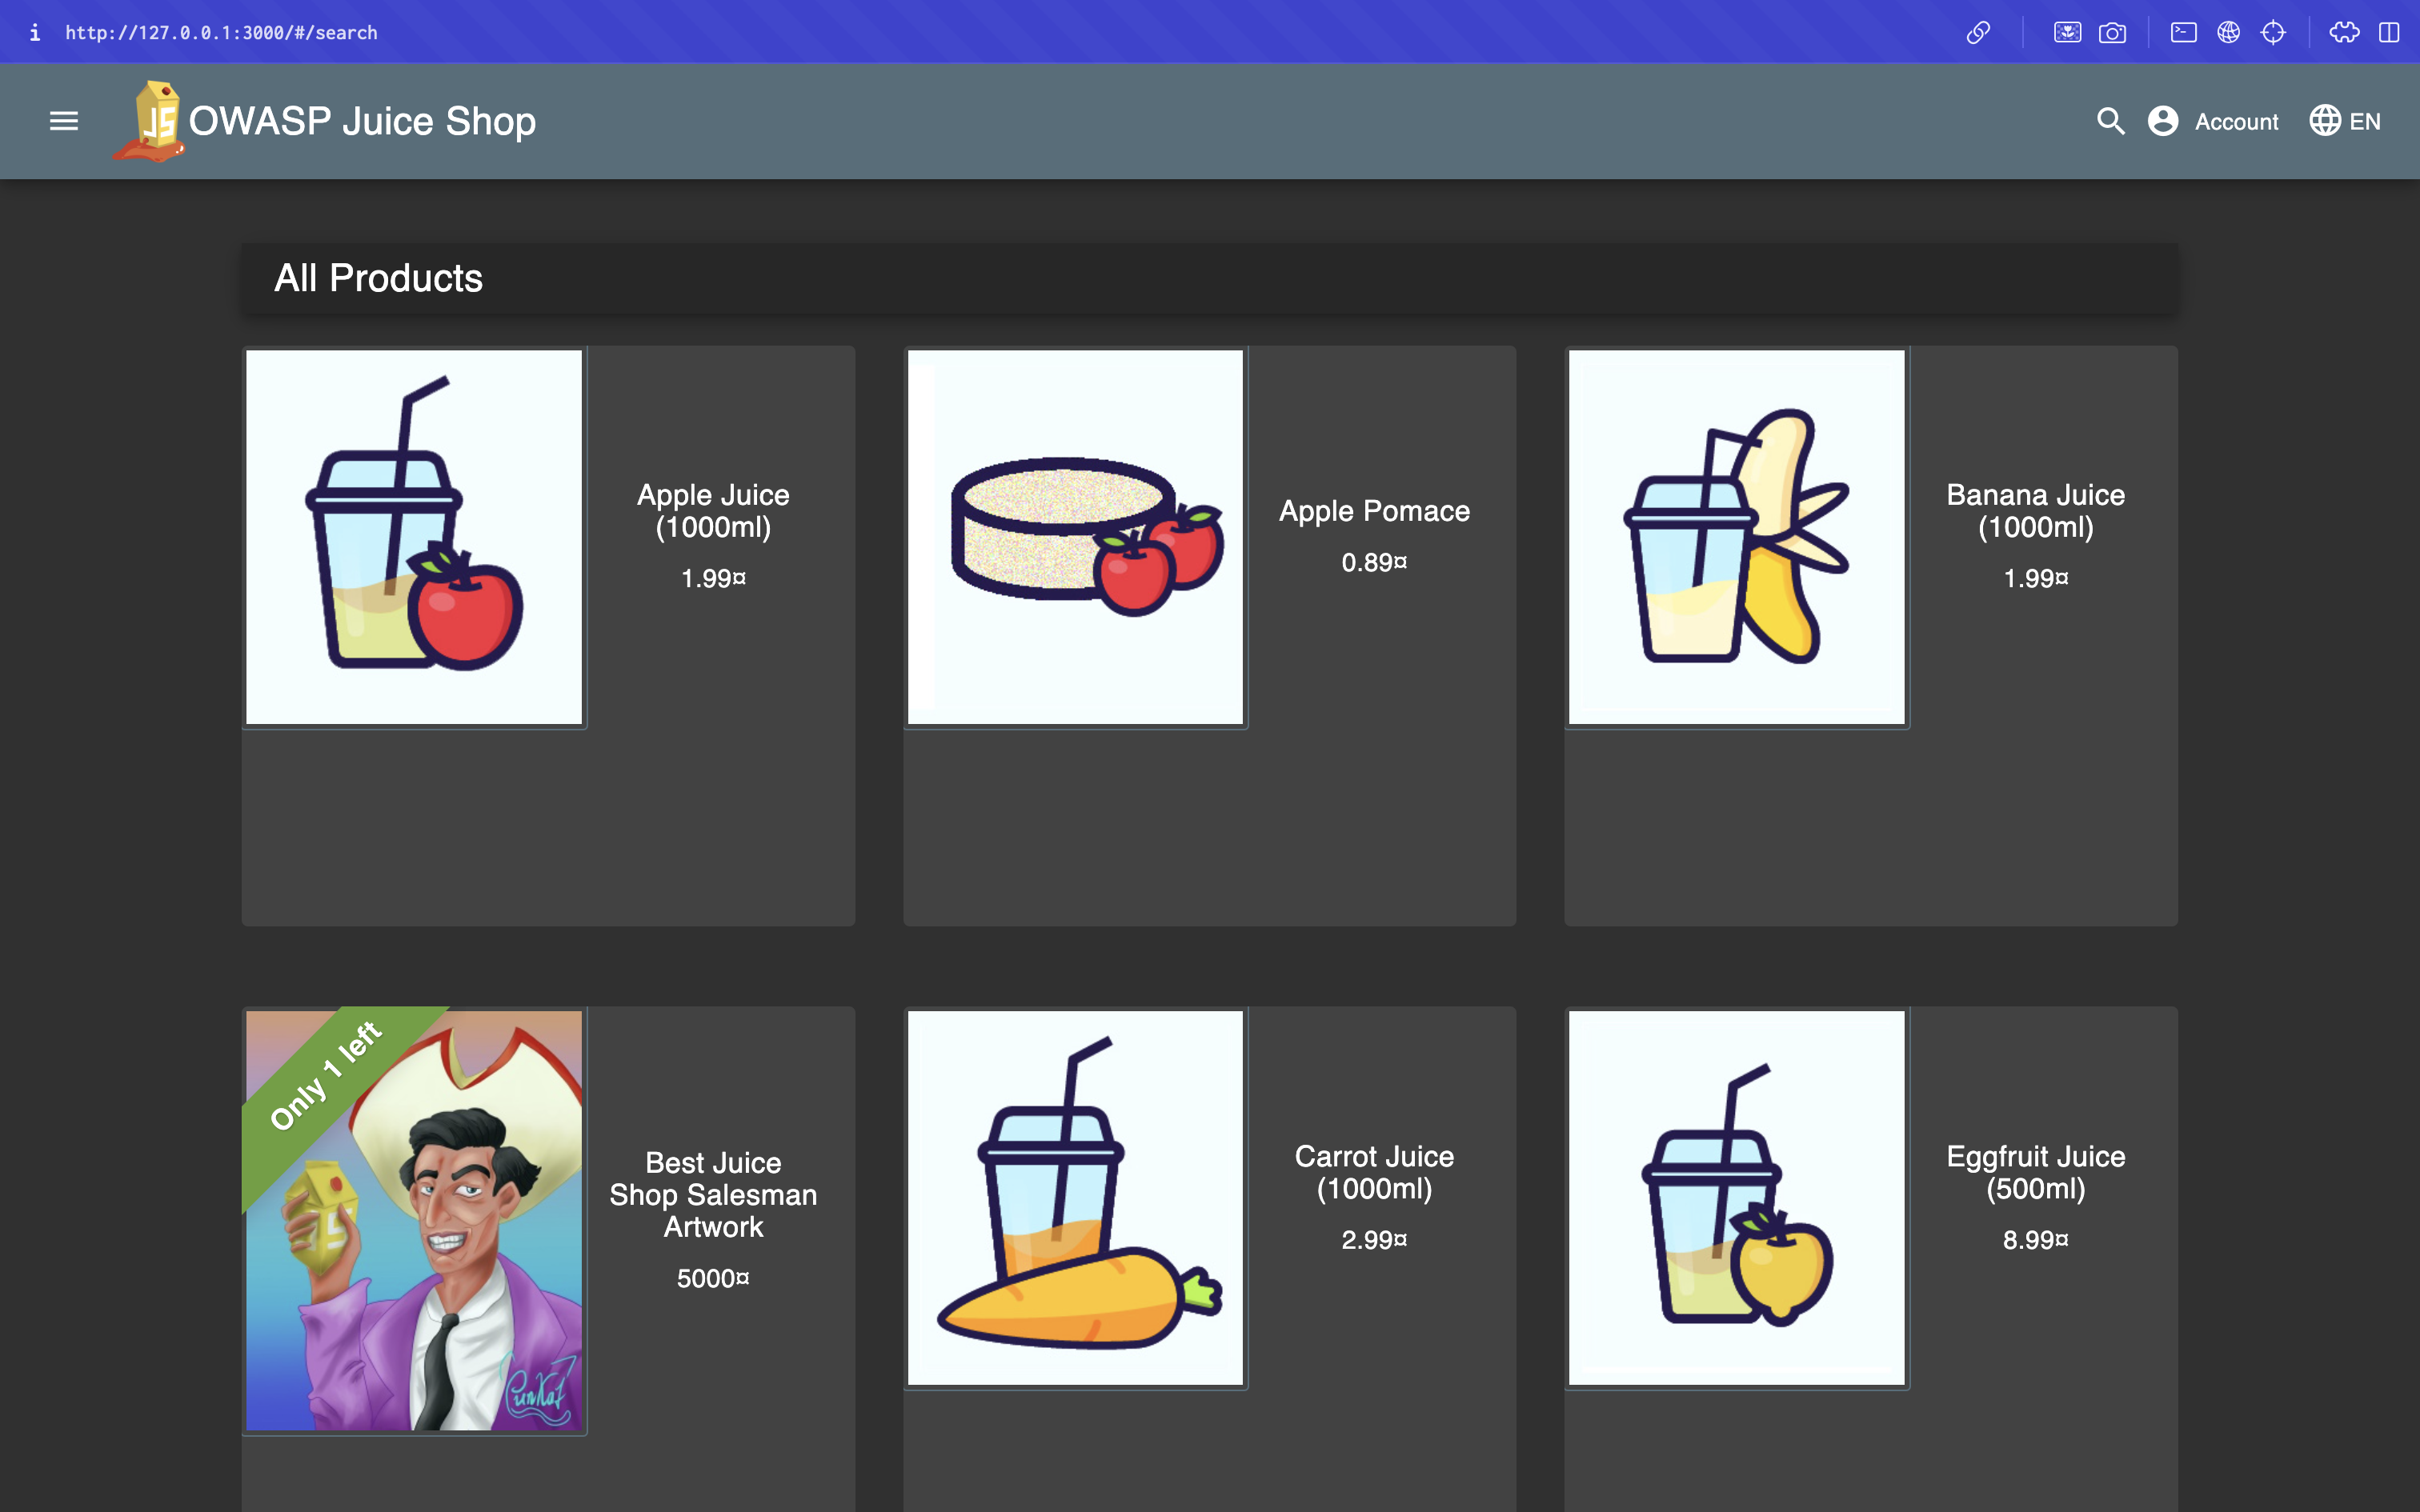 http://127.0.0.1:3000/#/search
OWASP Juice Shop
Account
EN
All Products
Apple Juice
(1000ml)
1.99¤
Apple Pomace
0.89¤
Banana Juice
(1000ml)
1.99¤
Only 1 left
Best Juice
Shop Salesman
Artwork
5000¤
Carrot Juice
(1000ml)
2.99¤
Eggfruit Juice
(500ml)
8.99¤